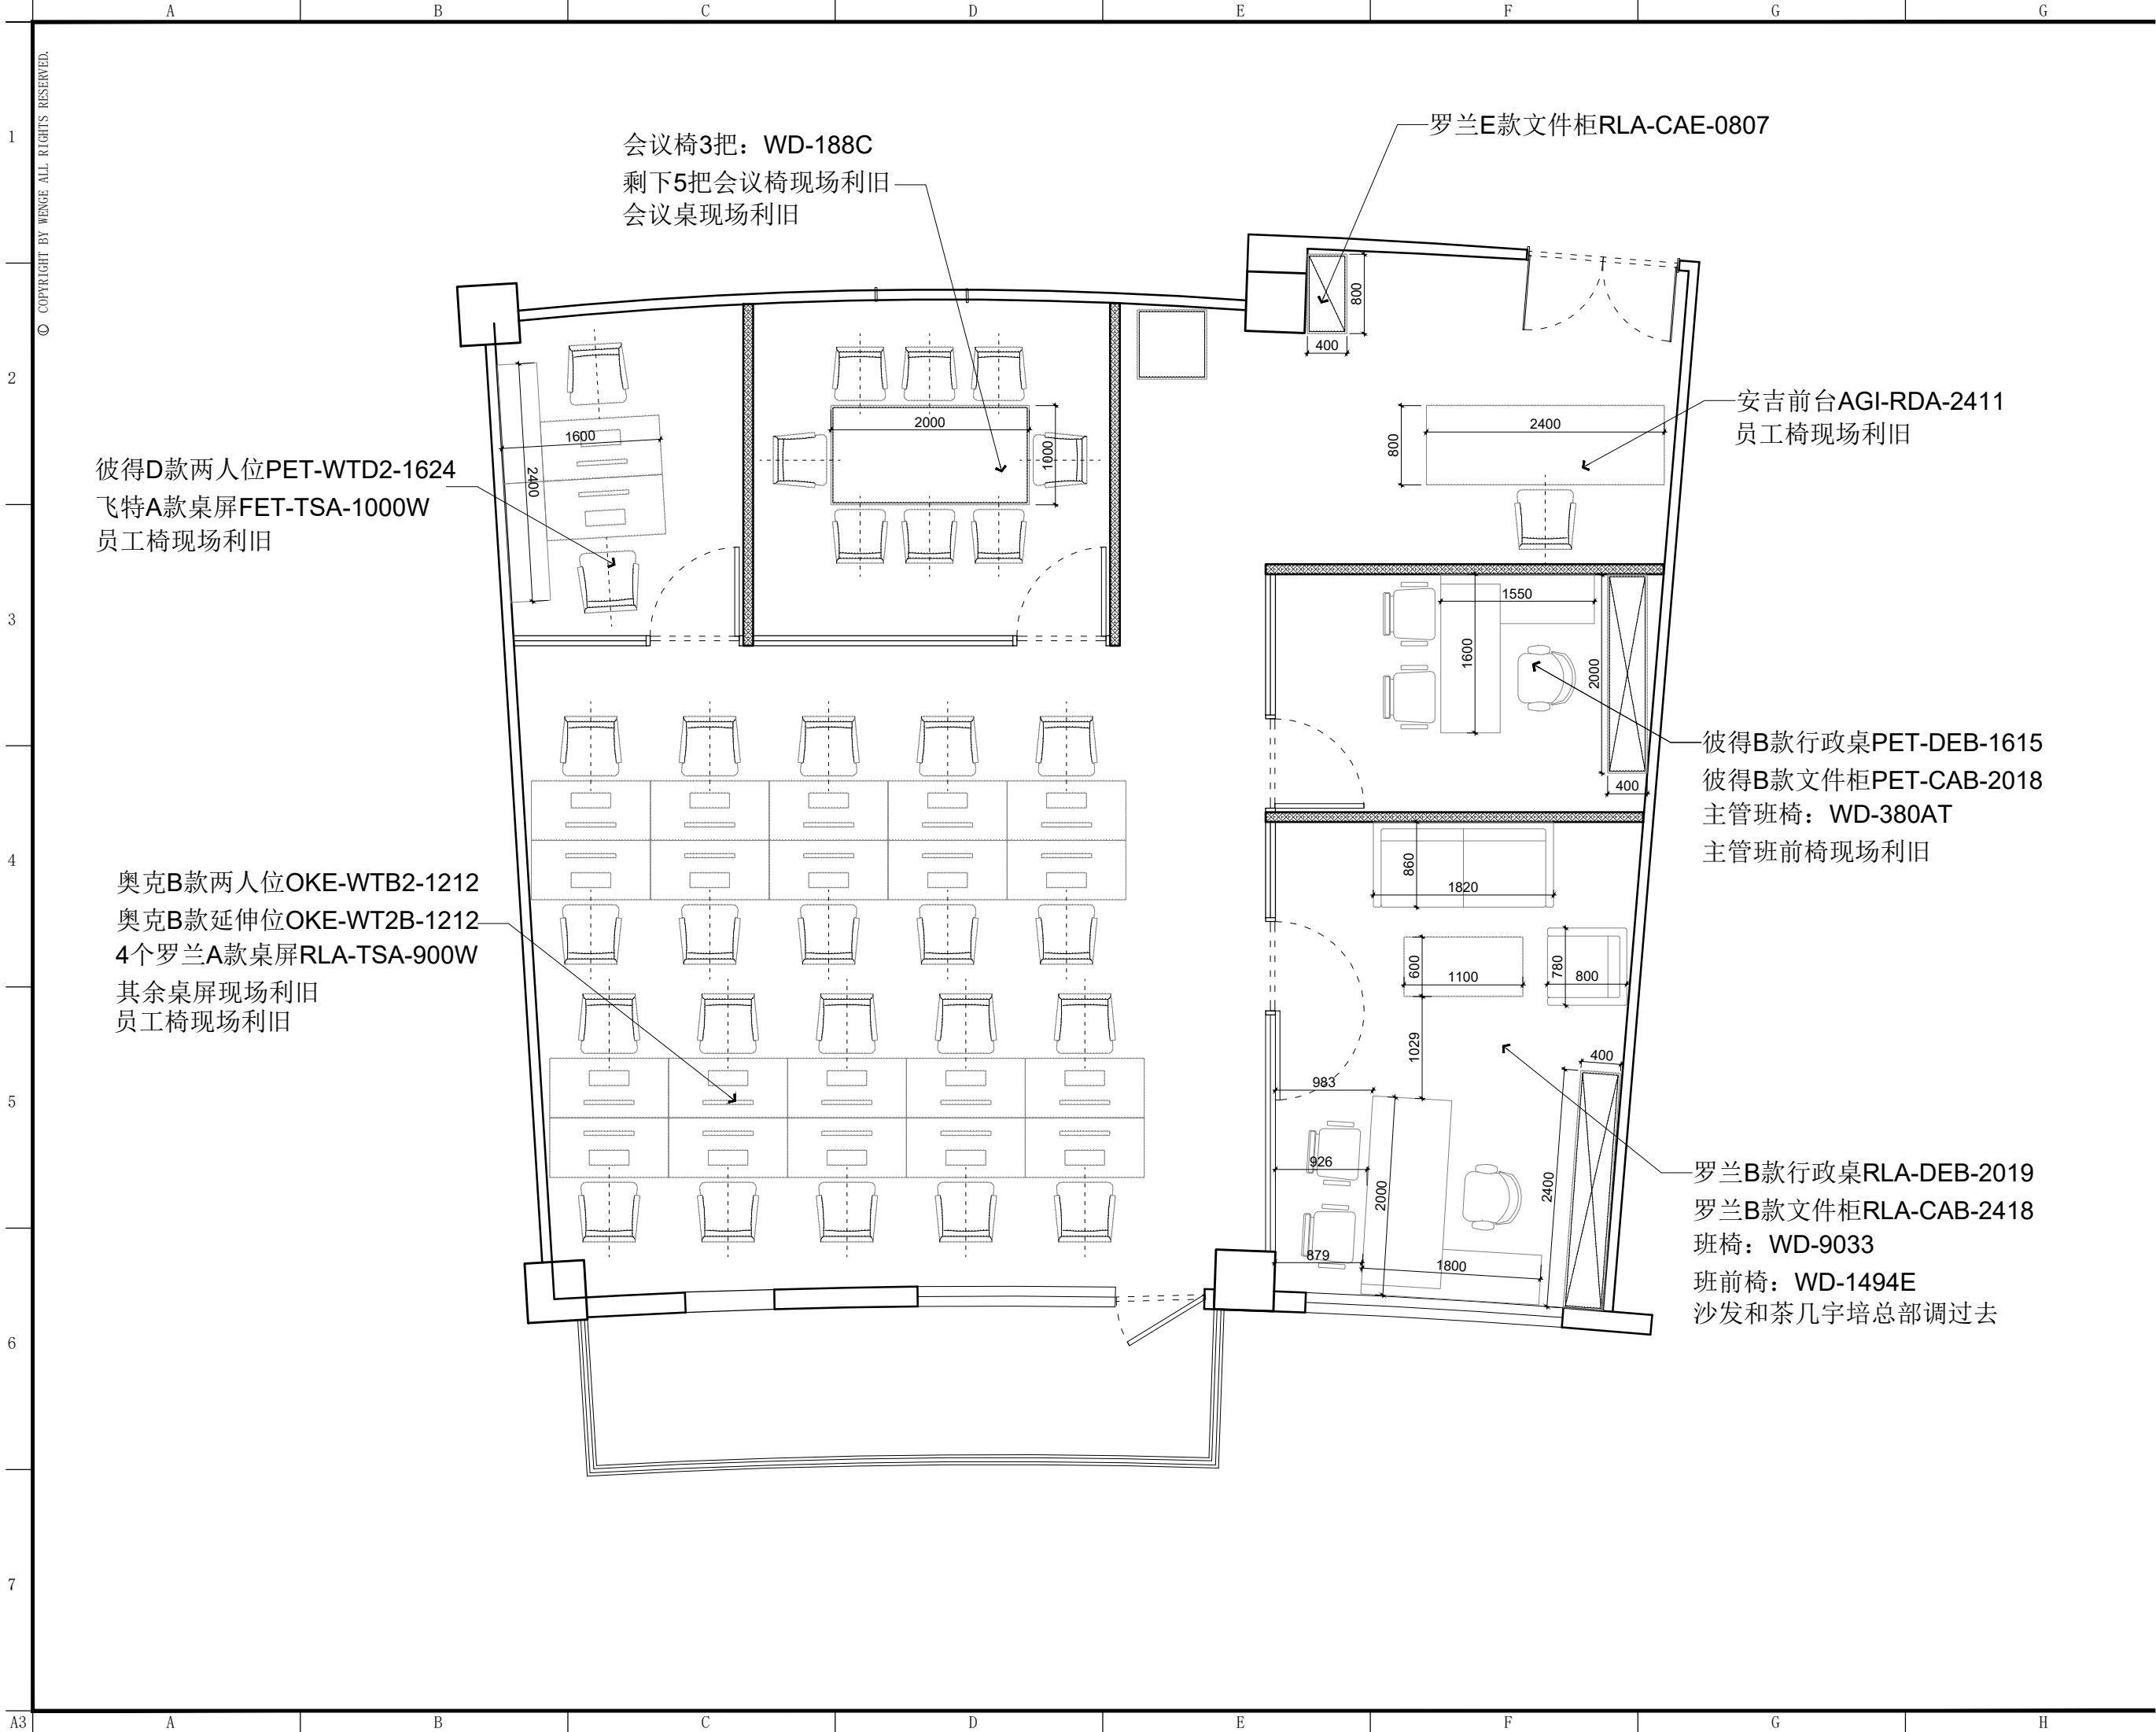 A B C D E F G G
© COPYRIGHT BY WENGE ALL RIGHTS RESERVED.
1
2
3
4
5
6
7
会议椅3把：WD-188C
剩下5把会议椅现场利旧
会议桌现场利旧
罗兰E款文件柜RLA-CAE-0807
800
400
安吉前台AGI-RDA-2411
员工椅现场利旧
2400
800
2000
1000
彼得D款两人位PET-WTD2-1624
飞特A款桌屏FET-TSA-1000W
员工椅现场利旧
1600
2400
1550
1600
2000
400
彼得B款行政桌PET-DEB-1615
彼得B款文件柜PET-CAB-2018
主管班椅：WD-380AT
主管班前椅现场利旧
奥克B款两人位OKE-WTB2-1212
奥克B款延伸位OKE-WT2B-1212
4个罗兰A款桌屏RLA-TSA-900W
其余桌屏现场利旧
员工椅现场利旧
860
1820
600
1100
780
800
1029
983
400
926
2000
2400
879
1800
罗兰B款行政桌RLA-DEB-2019
罗兰B款文件柜RLA-CAB-2418
班椅：WD-9033
班前椅：WD-1494E
沙发和茶几宇培总部调过去
A3 A B C D E F G H